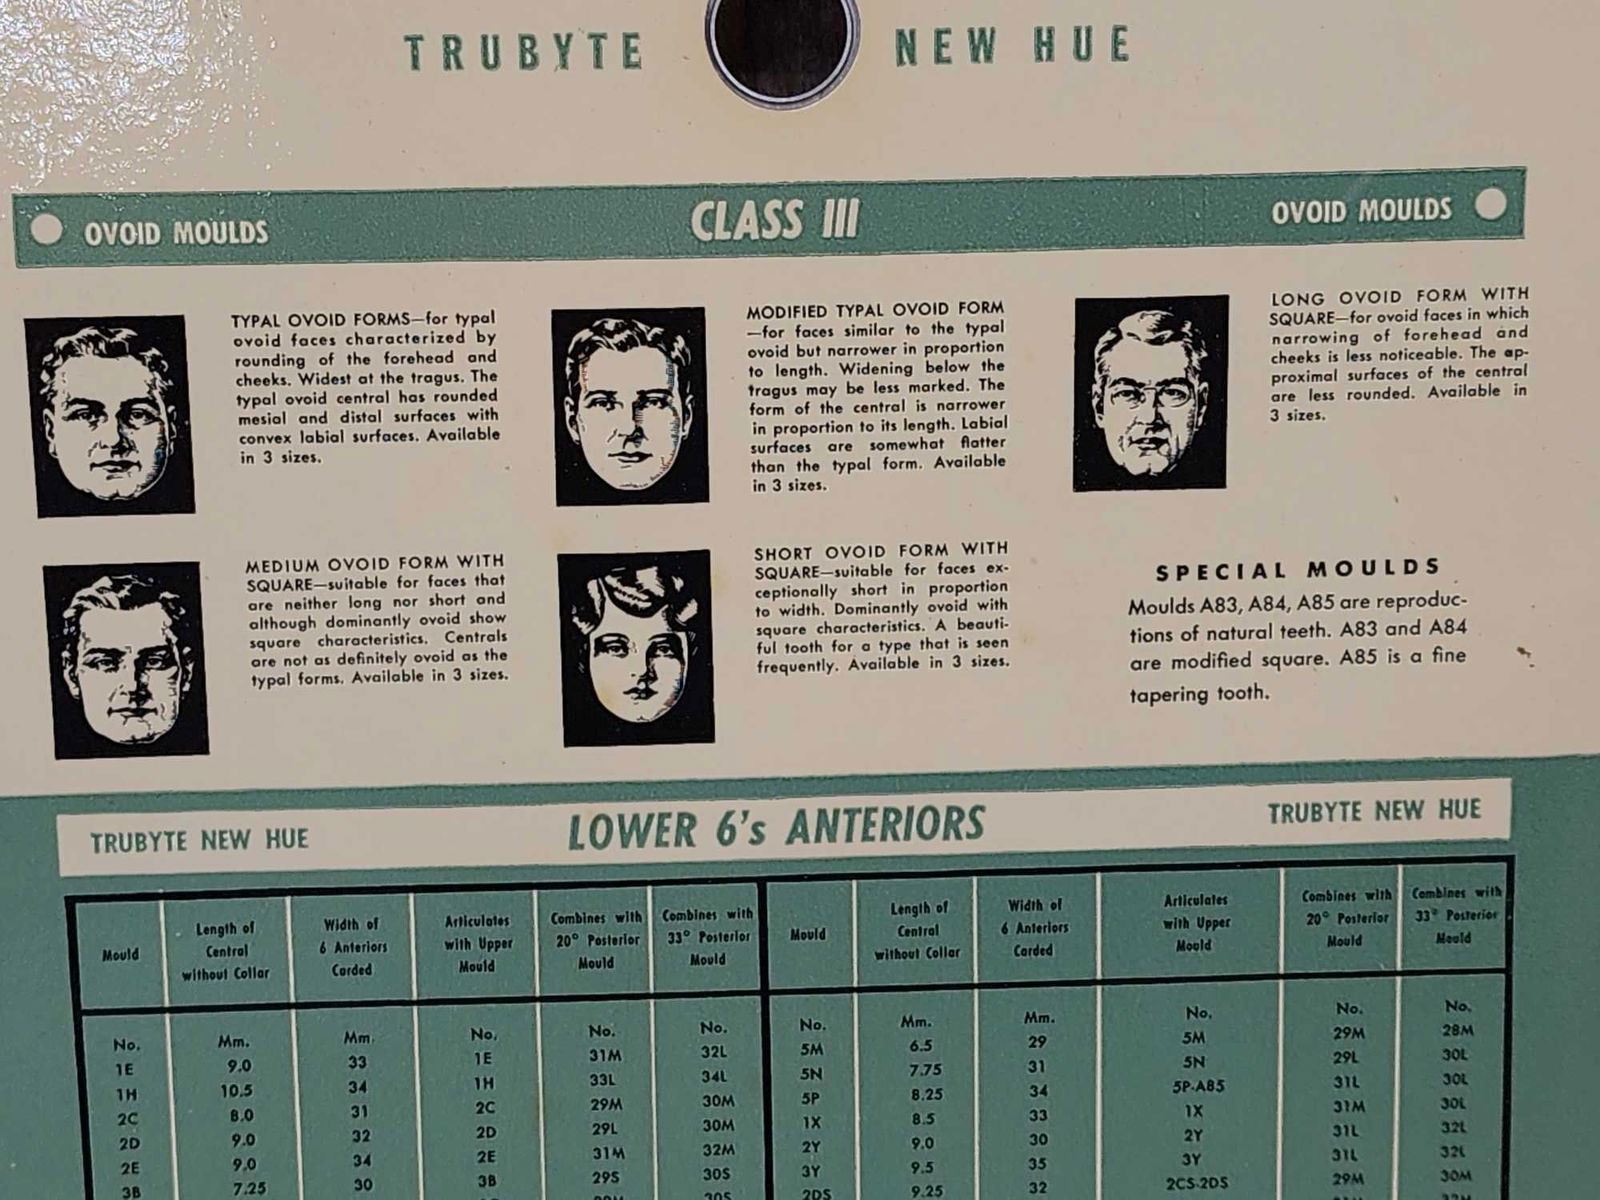 TRUBYTE NEW HUE
OVOID MOULDS CLASS III OVOID MOULDS
TYPAL OVOID FORMS—for typal
ovoid faces characterized by
rounding of the forehead and
cheeks. Widest at the tragus. The
typal ovoid central has rounded
mesial and distal surfaces with
convex labial surfaces. Available
in 3 sizes.
MODIFIED TYPAL OVOID FORM
—for faces similar to the typal
ovoid but narrower in proportion
to length. Widening below the
tragus may be less marked. The
form of the central is narrower
in proportion to its length. Labial
surfaces are somewhat flatter
than the typal form. Available
in 3 sizes.
LONG OVOID FORM WITH
SQUARE—for ovoid faces in which
narrowing of forehead and
cheeks is less noticeable. The ap-
proximal surfaces of the central
are less rounded. Available in
3 sizes.
MEDIUM OVOID FORM WITH
SQUARE—suitable for faces that
are neither long nor short and
although dominantly ovoid show
square characteristics. Centrals
are not as definitely ovoid as the
typal forms. Available in 3 sizes.
SHORT OVOID FORM WITH
SQUARE—suitable for faces ex-
ceptionally short in proportion
to width. Dominantly ovoid with
square characteristics. A beauti-
ful tooth for a type that is seen
frequently. Available in 3 sizes.
SPECIAL MOULDS
Moulds A83, A84, A85 are reproduc-
tions of natural teeth. A83 and A84
are modified square. A85 is a fine
tapering tooth.
TRUBYTE NEW HUE LOWER 6's ANTERIORS TRUBYTE NEW HUE
Mould
Length of
Central
without Collar
Width of
6 Anteriors
Carded
Articulates
with Upper
Mould
Combines with
20° Posterior
Mould
Combines with
33° Posterior
Mould
Mould
Length of
Central
without Collar
Width of
6 Anteriors
Carded
Articulates
with Upper
Mould
Combines with
20° Posterior
Mould
Combines with
33° Posterior
Mould
No. Mm. Mm. No. No. No. No. Mm. Mm. No. No. No.
1E 9.0 33 1E 31M 32L 5M 6.5 29 5M 29M 28M
1H 10.5 34 1H 33L 34L 5N 7.75 31 5N 29L 30L
2C 8.0 31 2C 29M 30M 5P 8.25 34 5P-A85 31L 30L
2D 9.0 32 2D 29L 30M 1X 8.5 33 1X 31M 30L
2E 9.0 34 2E 31M 32M 2Y 9.0 30 2Y 31L 32L
3B 7.25 30 3B 29S 30S 3Y 9.5 35 3Y 31L 32L
30S 2DS 9.25 32 2CS-2DS 29M 30M